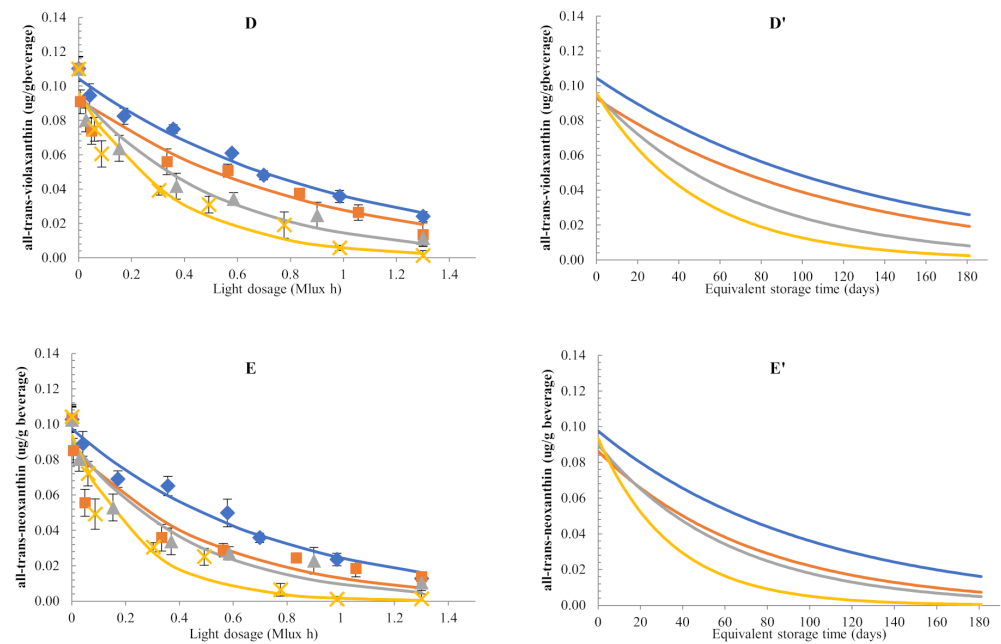 D
all-trans-violaxanthin (ug/gbeverage)
0.14
0.12
0.10
0.08
0.06
0.04
0.02
0.00
0 0.2 0.4 0.6 0.8 1 1.2 1.4
Light dosage (Mlux h)
D'
all-trans-violaxanthin (ug/gbeverage)
0.14
0.12
0.10
0.08
0.06
0.04
0.02
0.00
0 20 40 60 80 100 120 140 160 180
Equivalent storage time (days)
E
all-trans-neoxanthin (ug/g beverage)
0.14
0.12
0.10
0.08
0.06
0.04
0.02
0.00
0 0.2 0.4 0.6 0.8 1 1.2 1.4
Light dosage (Mlux h)
E'
all-trans-neoxanthin (ug/g beverage)
0.14
0.12
0.10
0.08
0.06
0.04
0.02
0.00
0 20 40 60 80 100 120 140 160 180
Equivalent storage time (days)